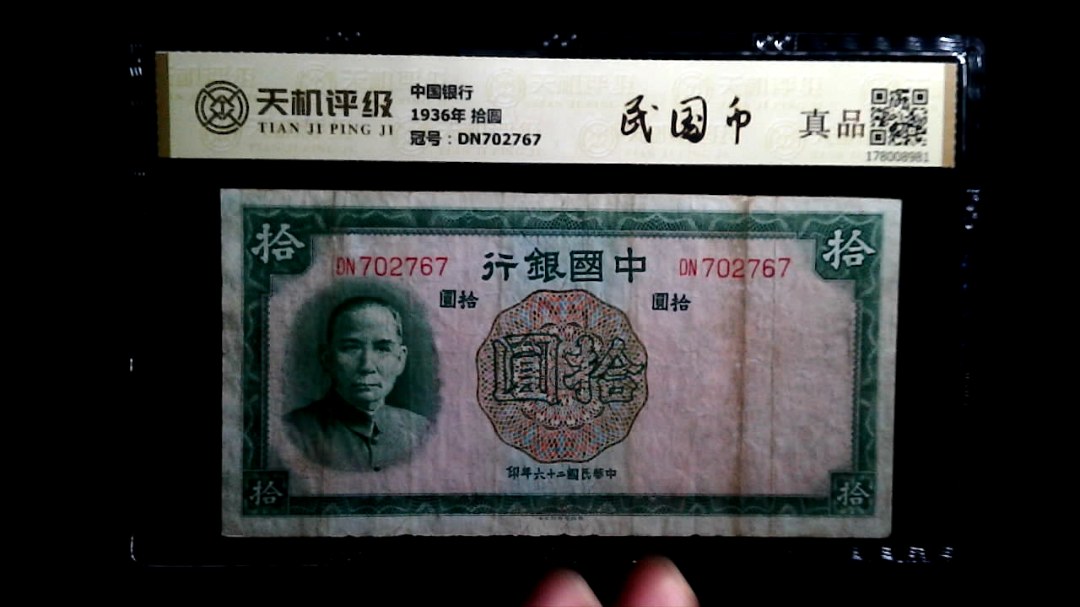 天机评级
TIAN JI PING JI
中国银行
1936年 拾圆
冠号：DN702767
民国币
真品
178008981
拾
拾
DN702767
行銀國中
DN702767
圓拾
圓拾
圓拾
印年六十二國民華中
拾
拾